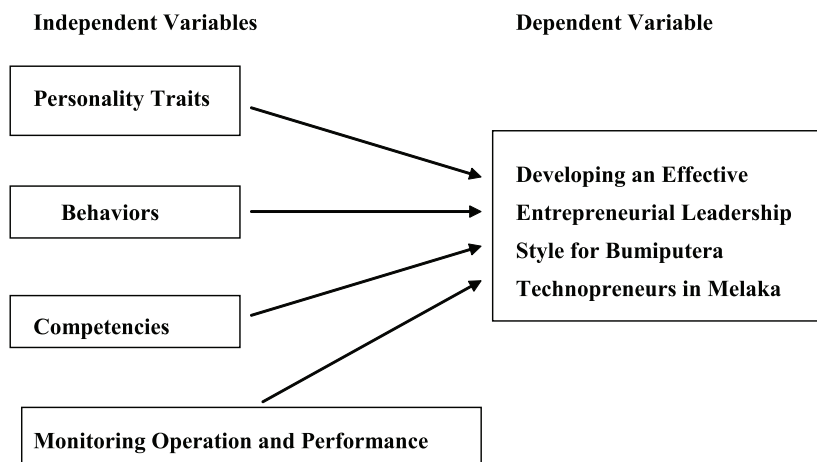 Independent Variables
Dependent Variable
Personality Traits
Behaviors
Competencies
Monitoring Operation and Performance
Developing an Effective
Entrepreneurial Leadership
Style for Bumiputera
Technopreneurs in Melaka